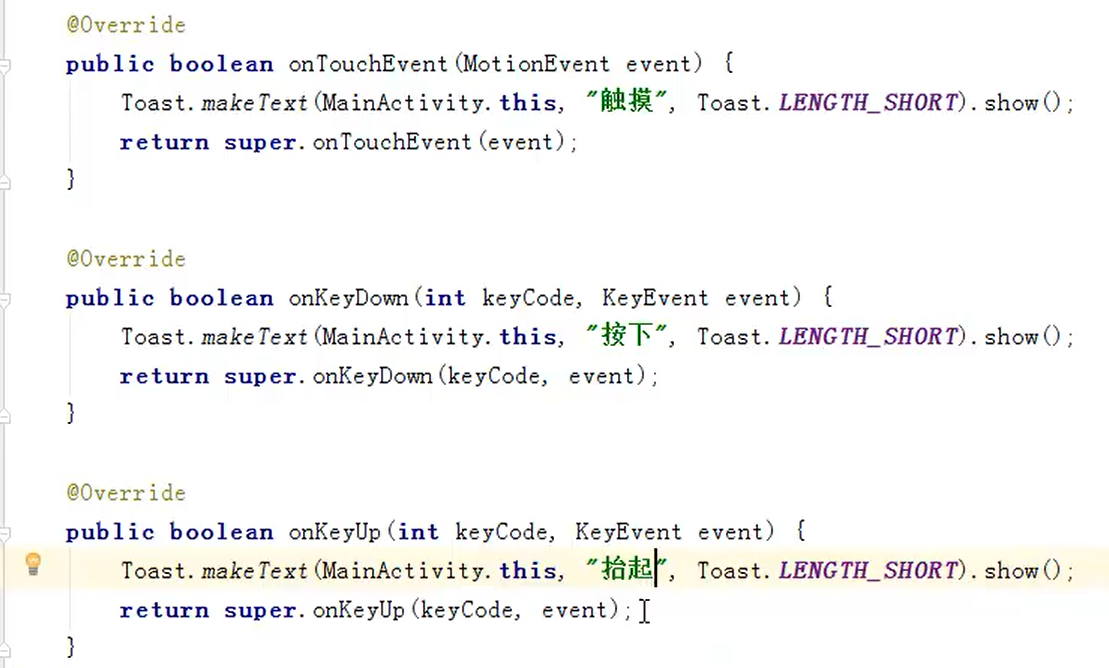 @Override
public boolean onTouchEvent(MotionEvent event) {
Toast.makeText(MainActivity.this, "触摸", Toast.LENGTH_SHORT).show();
return super.onTouchEvent(event);
}
@Override
public boolean onKeyDown(int keyCode, KeyEvent event) {
Toast.makeText(MainActivity.this, "按下", Toast.LENGTH_SHORT).show();
return super.onKeyDown(keyCode, event);
}
@Override
public boolean onKeyUp(int keyCode, KeyEvent event) {
Toast.makeText(MainActivity.this, "抬起", Toast.LENGTH_SHORT).show();
return super.onKeyUp(keyCode, event);
}